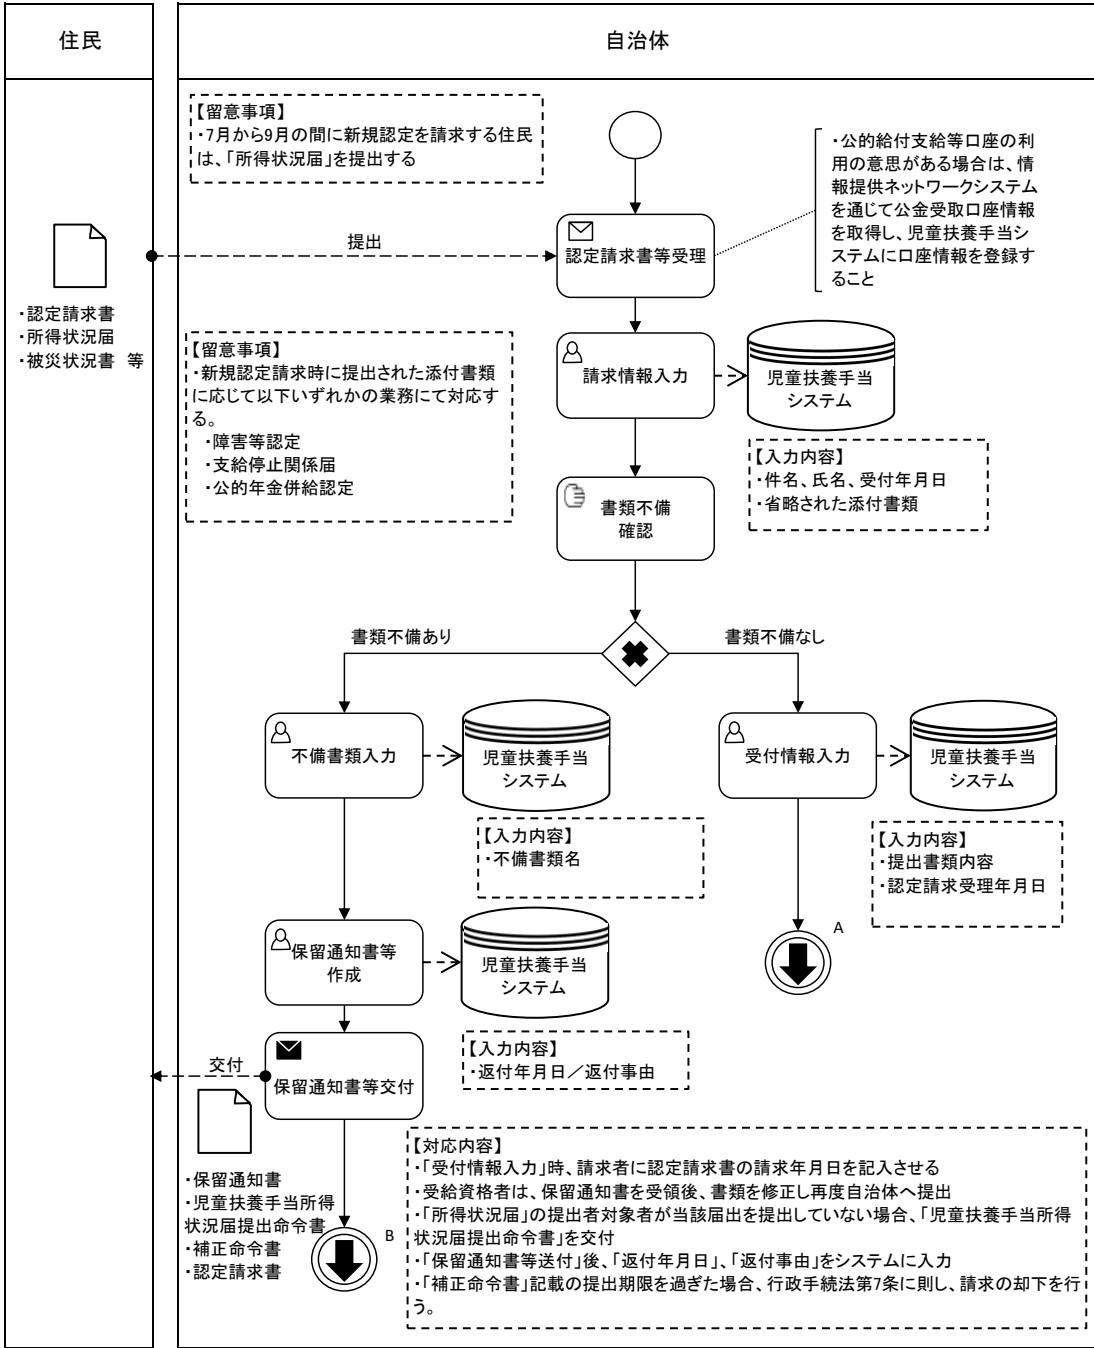 住民
自治体
【留意事項】
・7月から9月の間に新規認定を請求する住民
は、「所得状況届」を提出する
・公的給付支給等口座の利
用の意思がある場合は、情
報提供ネットワークシステム
を通じて公金受取口座情報
を取得し、児童扶養手当シ
ステムに口座情報を登録す
ること
提出
認定請求書等受理
・認定請求書
・所得状況届
・被災状況書 等
【留意事項】
・新規認定請求時に提出された添付書類
に応じて以下いずれかの業務にて対応す
る。
・障害等認定
・支給停止関係届
・公的年金併給認定
請求情報入力
児童扶養手当
システム
【入力内容】
・件名、氏名、受付年月日
・省略された添付書類
書類不備
確認
書類不備あり
書類不備なし
不備書類入力
児童扶養手当
システム
受付情報入力
児童扶養手当
システム
【入力内容】
・不備書類名
【入力内容】
・提出書類内容
・認定請求受理年月日
保留通知書等
作成
児童扶養手当
システム
A
【入力内容】
・返付年月日／返付事由
交付
保留通知書等交付
・保留通知書
・児童扶養手当所得
状況届提出命令書
・補正命令書
・認定請求書
B
【対応内容】
・「受付情報入力」時、請求者に認定請求書の請求年月日を記入させる
・受給資格者は、保留通知書を受領後、書類を修正し再度自治体へ提出
・「所得状況届」の提出者対象者が当該届出を提出していない場合、「児童扶養手当所得
状況届提出命令書」を交付
・「保留通知書等送付」後、「返付年月日」、「返付事由」をシステムに入力
・「補正命令書」記載の提出期限を過ぎた場合、行政手続法第7条に則し、請求の却下を行
う。